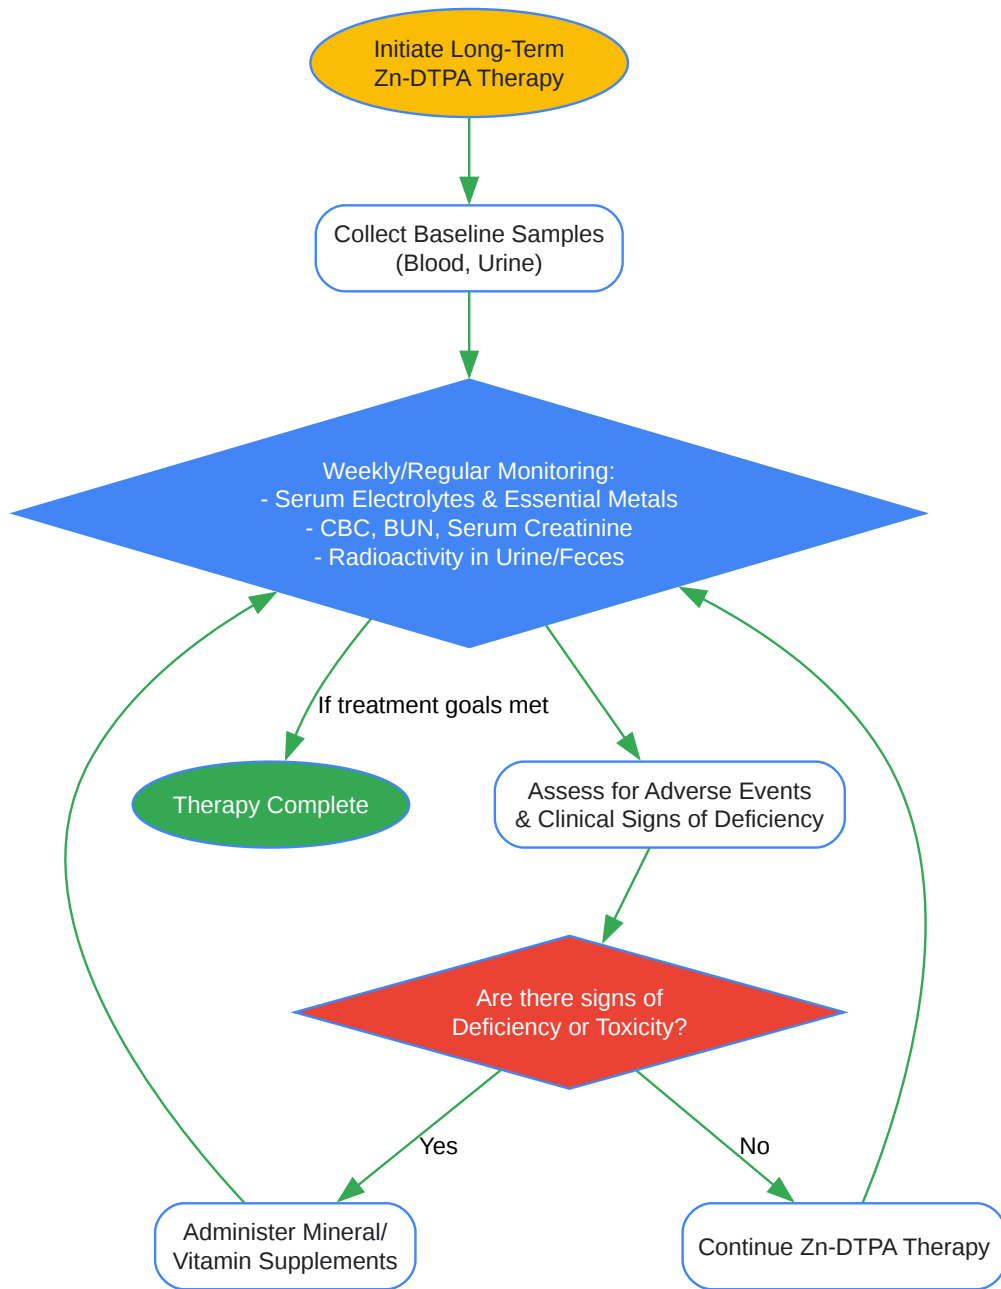 Initiate Long-Term
Zn-DTPA Therapy
Collect Baseline Samples
(Blood, Urine)
Weekly/Regular Monitoring:
- Serum Electrolytes & Essential Metals
- CBC, BUN, Serum Creatinine
- Radioactivity in Urine/Feces
If treatment goals met
Therapy Complete
Assess for Adverse Events
& Clinical Signs of Deficiency
Are there signs of
Deficiency or Toxicity?
Yes
No
Administer Mineral/
Vitamin Supplements
Continue Zn-DTPA Therapy